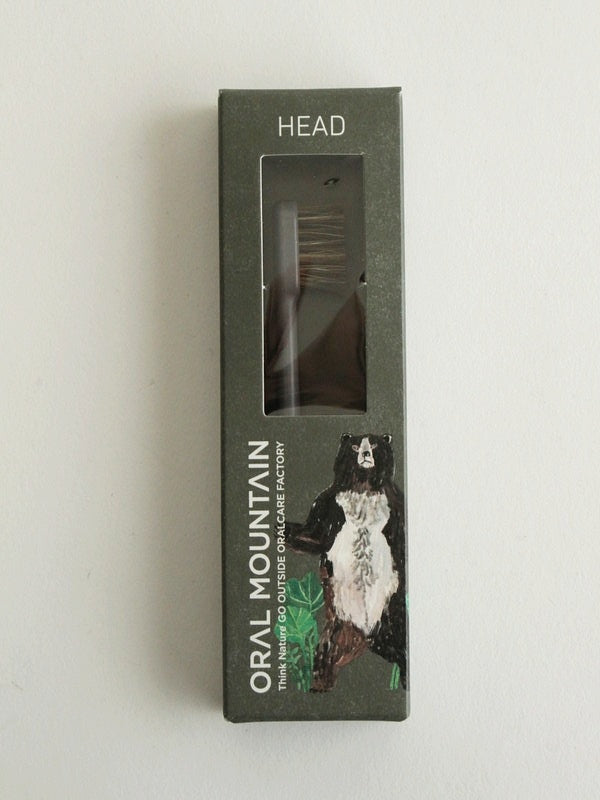 HEAD
ORAL MOUNTAIN
Think Nature GO OUTSIDE ORALCARE FACTORY